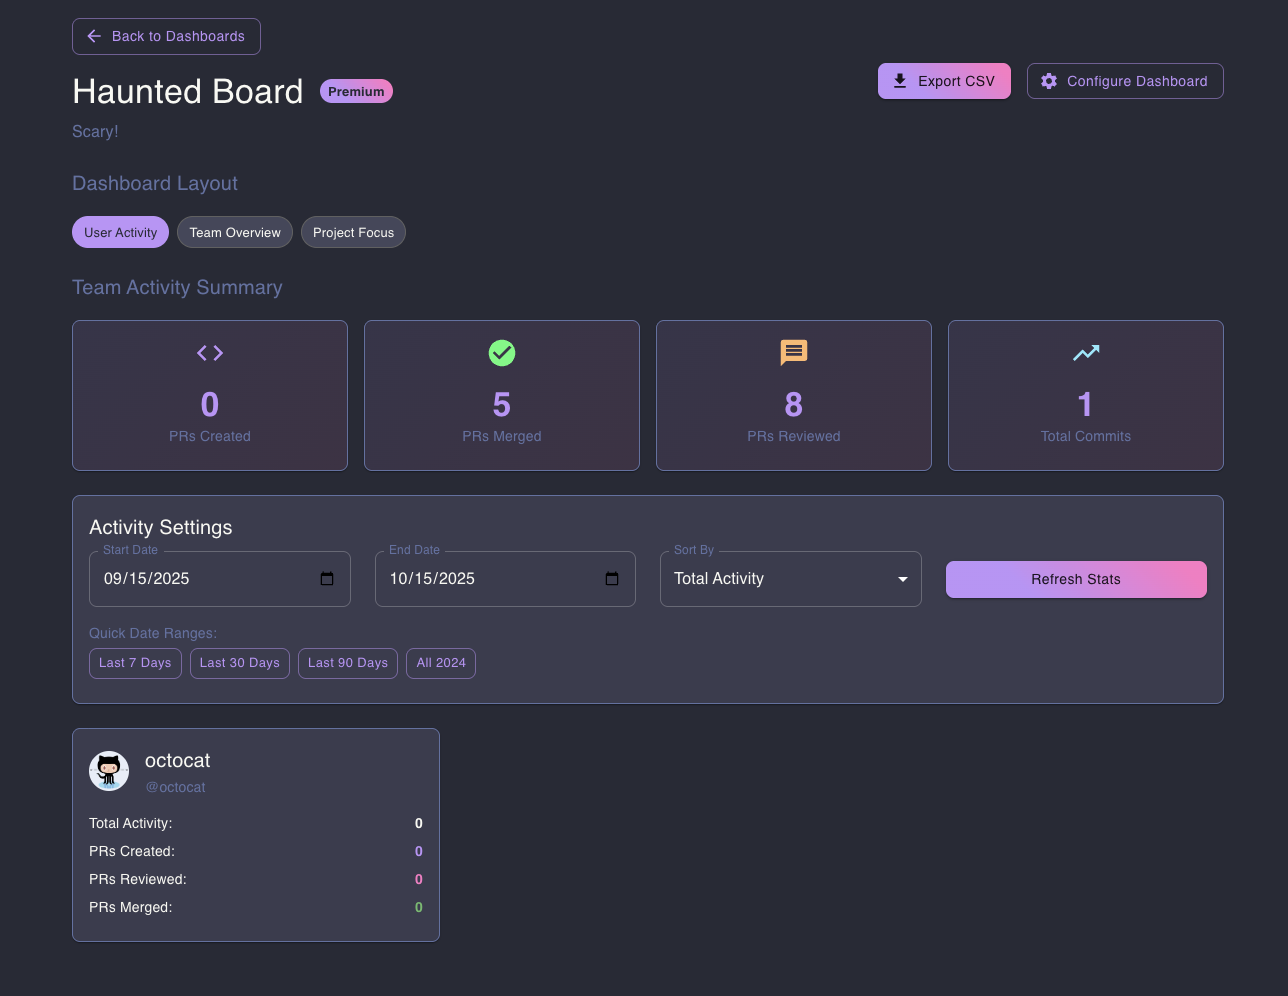 Back to Dashboards
Haunted Board
Premium
Export CSV
Configure Dashboard
Scary!
Dashboard Layout
User Activity
Team Overview
Project Focus
Team Activity Summary
0
PRs Created
5
PRs Merged
8
PRs Reviewed
1
Total Commits
Activity Settings
Start Date
09/15/2025
End Date
10/15/2025
Sort By
Total Activity
Refresh Stats
Quick Date Ranges:
Last 7 Days
Last 30 Days
Last 90 Days
All 2024
octocat
@octocat
Total Activity: 0
PRs Created: 0
PRs Reviewed: 0
PRs Merged: 0